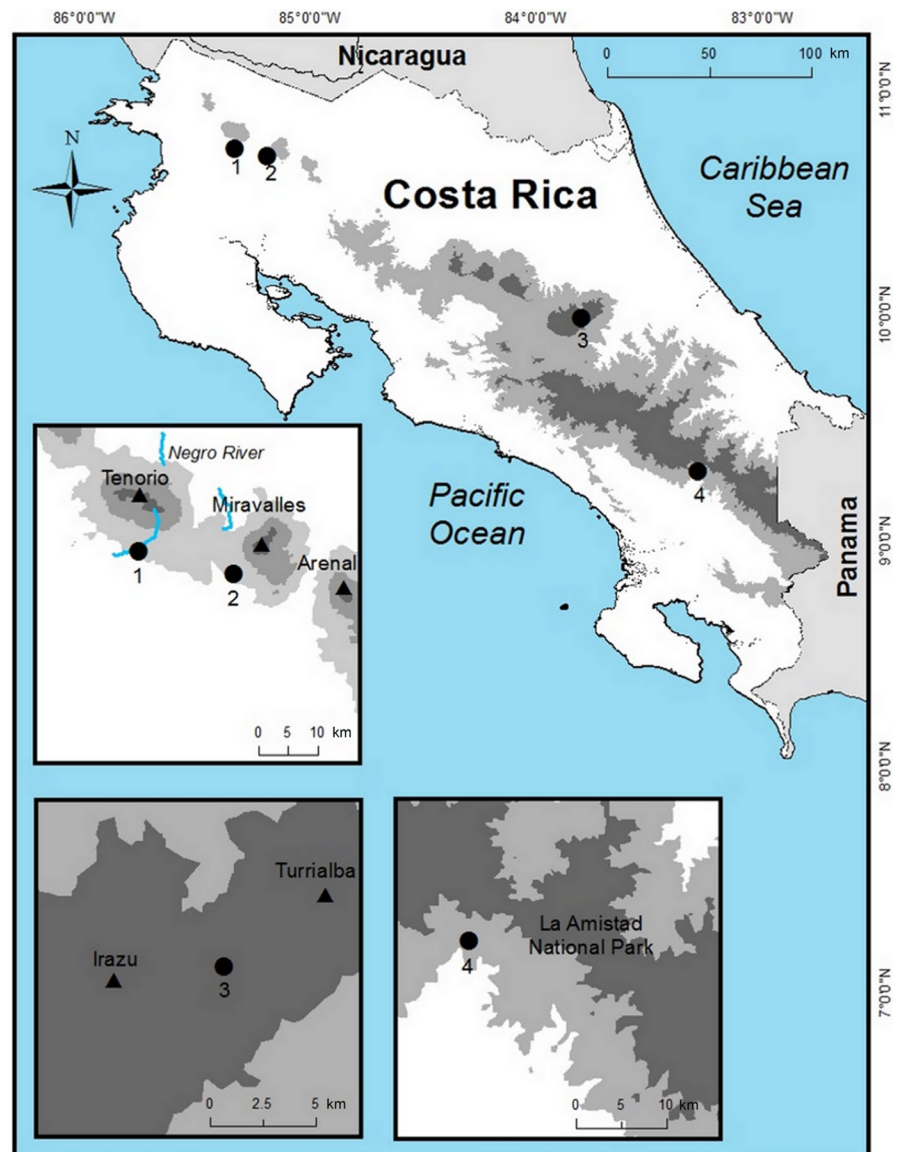 86°0'0"W
85°0'0"W
84°0'0"W
83°0'0"W
Nicaragua
0 50 100 km
11°0'0"N
N
1
2
Caribbean
Sea
Costa Rica
10°0'0"N
3
Negro River
Tenorio
Miravalles
Arenal
1
2
0 5 10 km
Pacific
Ocean
4
9°0'0"N
Panama
8°0'0"N
Turrialba
Irazu
3
0 2.5 5 km
La Amistad
National Park
4
0 5 10 km
7°0'0"N